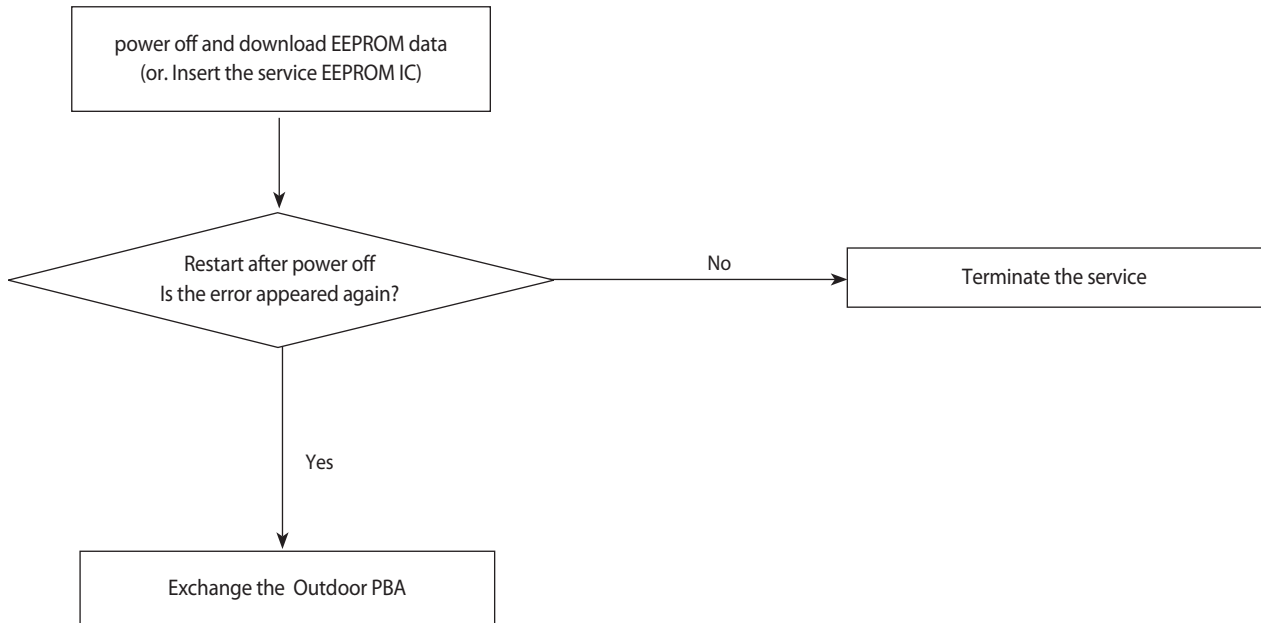 power off and download EEPROM data
(or. Insert the service EEPROM IC)
Restart after power off
Is the error appeared again?
No
Terminate the service
Yes
Exchange the Outdoor PBA